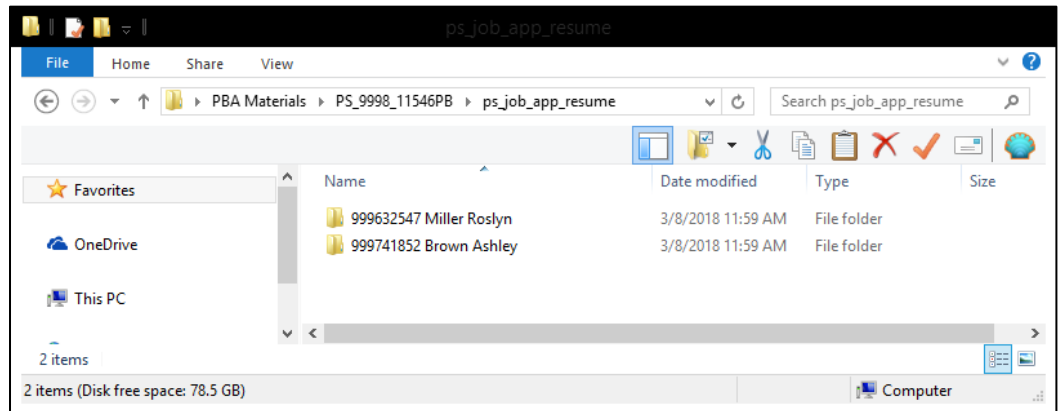 ps_job_app_resume
File Home Share View
PBA Materials PS_9998_11546PB ps_job_app_resume Search ps_job_app_resume
Favorites
Name Date modified Type Size
999632547 Miller Roslyn 3/8/2018 11:59 AM File folder
OneDrive
999741852 Brown Ashley 3/8/2018 11:59 AM File folder
This PC
2 items
2 items (Disk free space: 78.5 GB) Computer